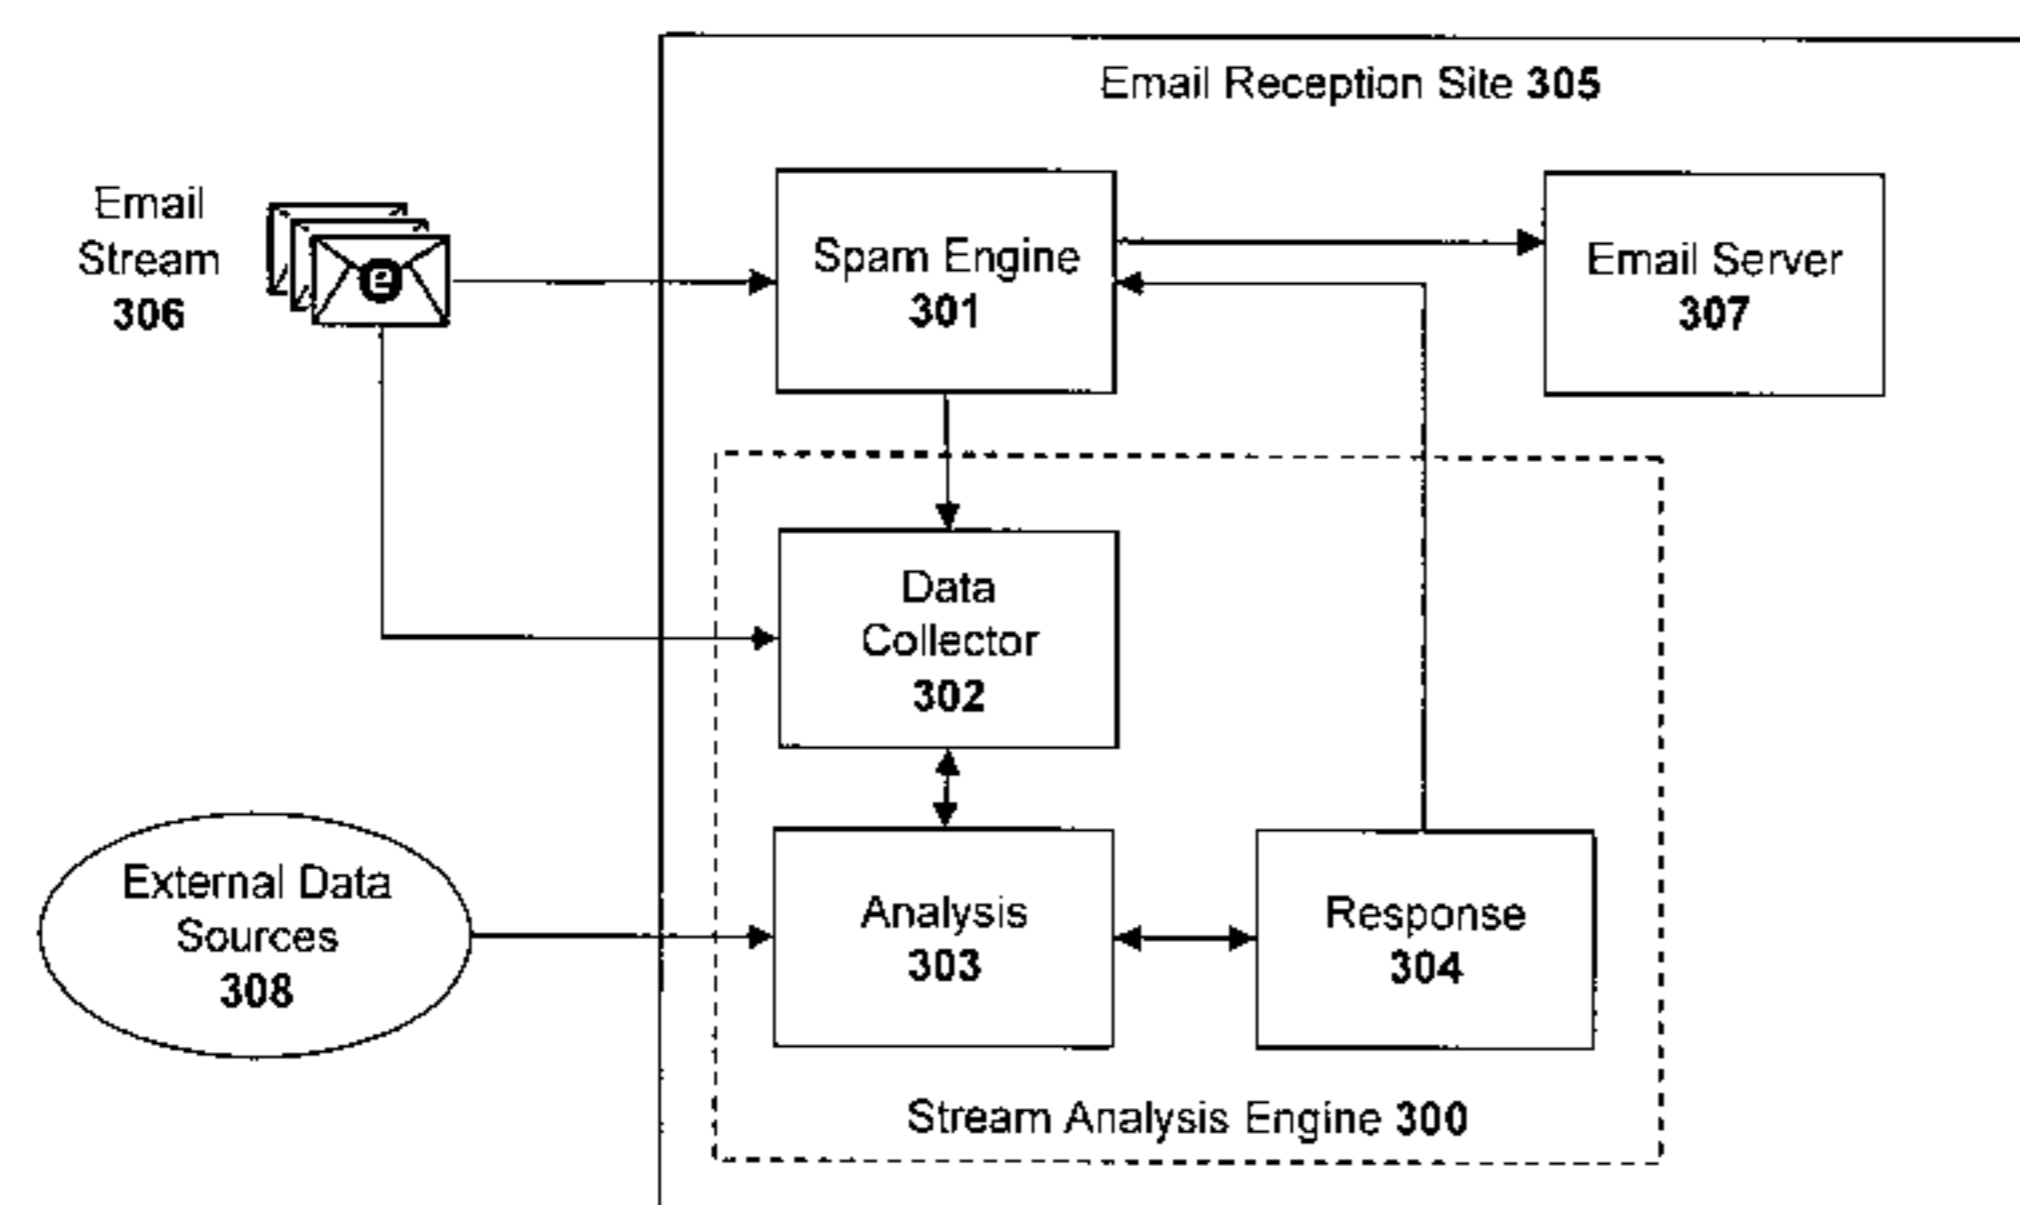 Email Reception Site 305
Email
Stream
306
e
Spam Engine
301
Email Server
307
Data
Collector
302
External Data
Sources
308
Analysis
303
Response
304
Stream Analysis Engine 300